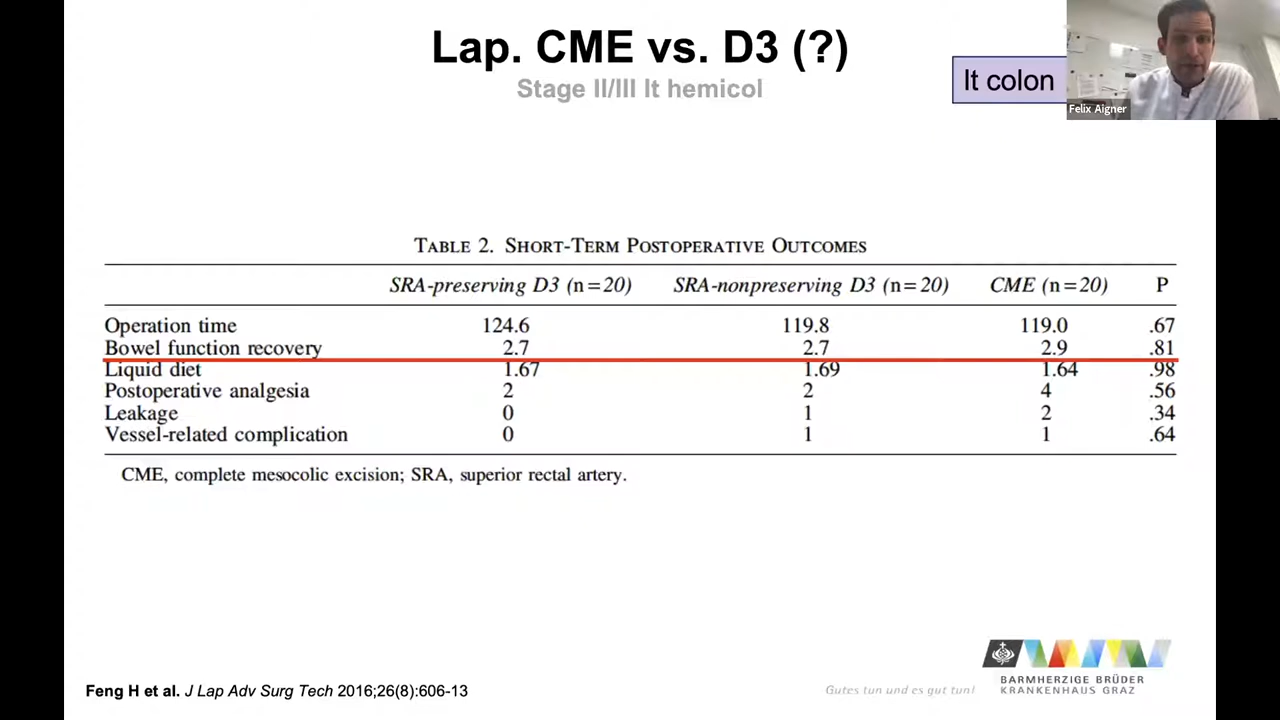 Lap. CME vs. D3 (?)
Stage II/III lt hemicol
lt colon
Felix Aigner
TABLE 2. SHORT-TERM POSTOPERATIVE OUTCOMES
SRA-preserving D3 (n=20) SRA-nonpreserving D3 (n=20) CME (n=20) P
Operation time 124.6 119.8 119.0 .67
Bowel function recovery 2.7 2.7 2.9 .81
Liquid diet 1.67 1.69 1.64 .98
Postoperative analgesia 2 2 4 .56
Leakage 0 1 2 .34
Vessel-related complication 0 1 1 .64
CME, complete mesocolic excision; SRA, superior rectal artery.
Feng H et al. J Lap Adv Surg Tech 2016;26(8):606-13
Gutes tun und es gut tun!
BARMHERZIGE BRÜDER
KRANKENHAUS GRAZ